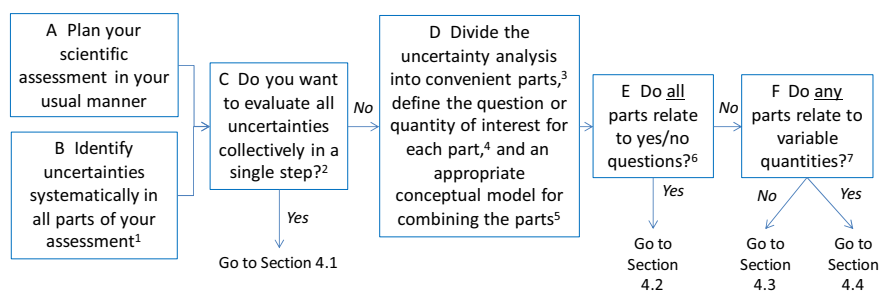 A Plan your
scientific
assessment in your
usual manner
B Identify
uncertainties
systematically in
all parts of your
assessment¹
C Do you want
to evaluate all
uncertainties
collectively in a
single step?²
Yes
Go to Section 4.1
No
D Divide the
uncertainty analysis
into convenient parts,³
define the question or
quantity of interest for
each part,⁴ and an
appropriate
conceptual model for
combining the parts⁵
E Do all
parts relate
to yes/no
questions?⁶
Yes
Go to
Section
4.2
No
F Do any
parts relate to
variable
quantities?⁷
No
Go to
Section
4.3
Yes
Go to
Section
4.4